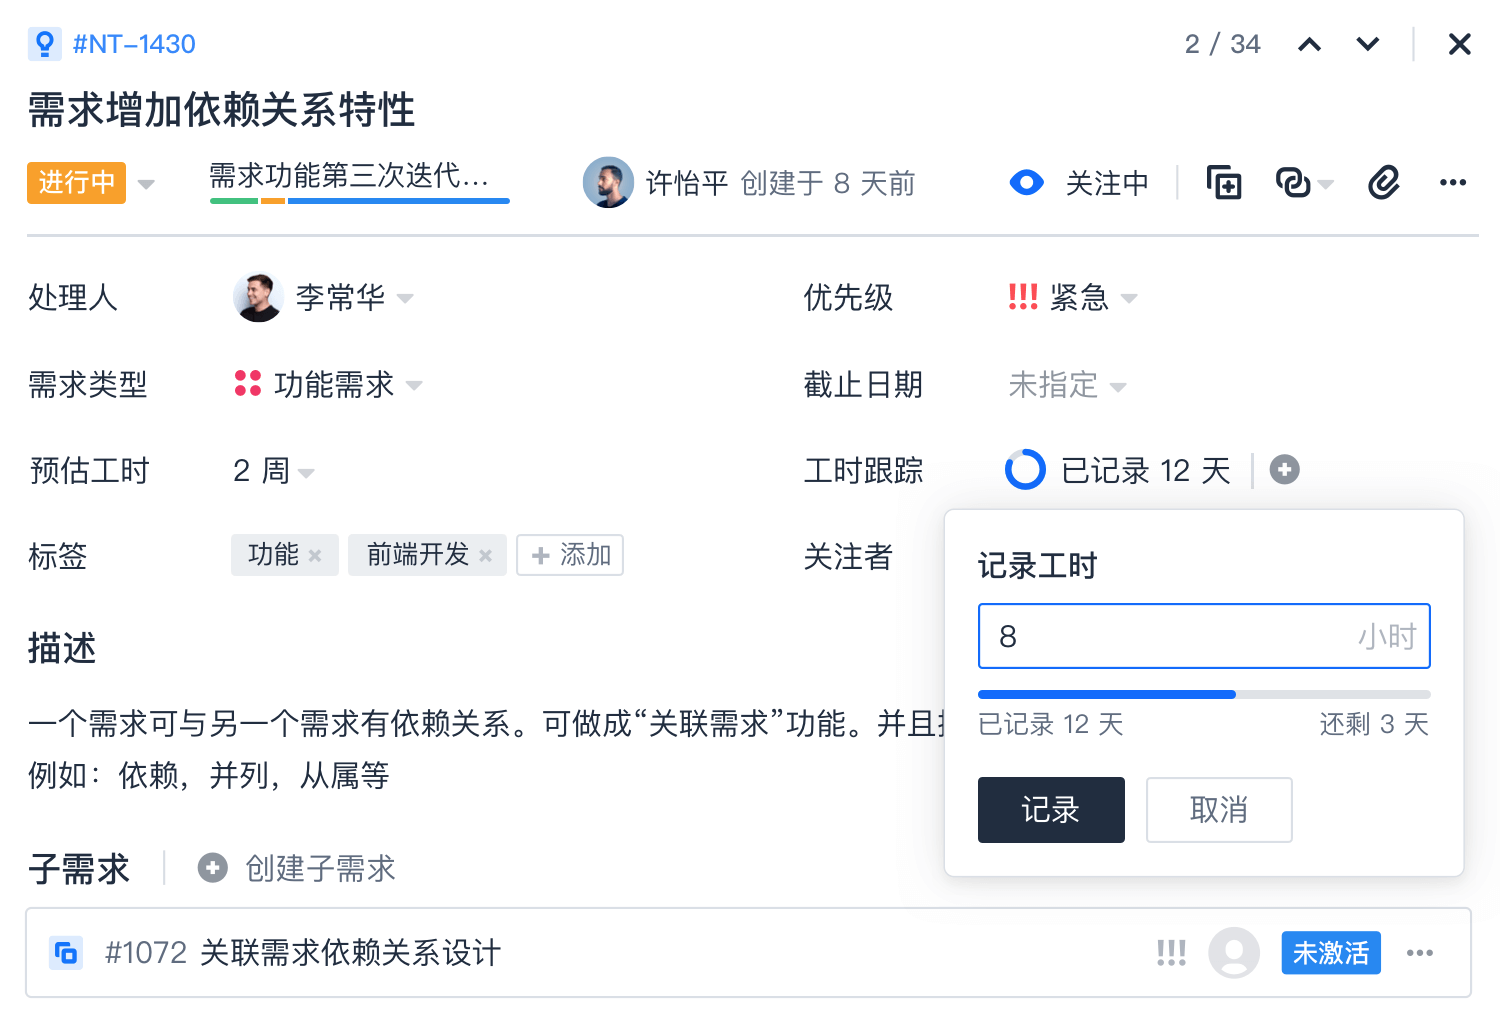 #NT-1430
2 / 34
需求增加依赖关系特性
进行中
需求功能第三次迭代...
许怡平 创建于 8 天前
关注中
处理人
李常华
优先级
!!! 紧急
需求类型
功能需求
截止日期
未指定
预估工时
2 周
工时跟踪
已记录 12 天
标签
功能 ×
前端开发 ×
+ 添加
关注者
记录工时
8
小时
已记录 12 天
还剩 3 天
记录
取消
描述
一个需求可与另一个需求有依赖关系。可做成“关联需求”功能。并且
例如：依赖，并列，从属等
子需求
创建子需求
#1072 关联需求依赖关系设计
!!!
未激活